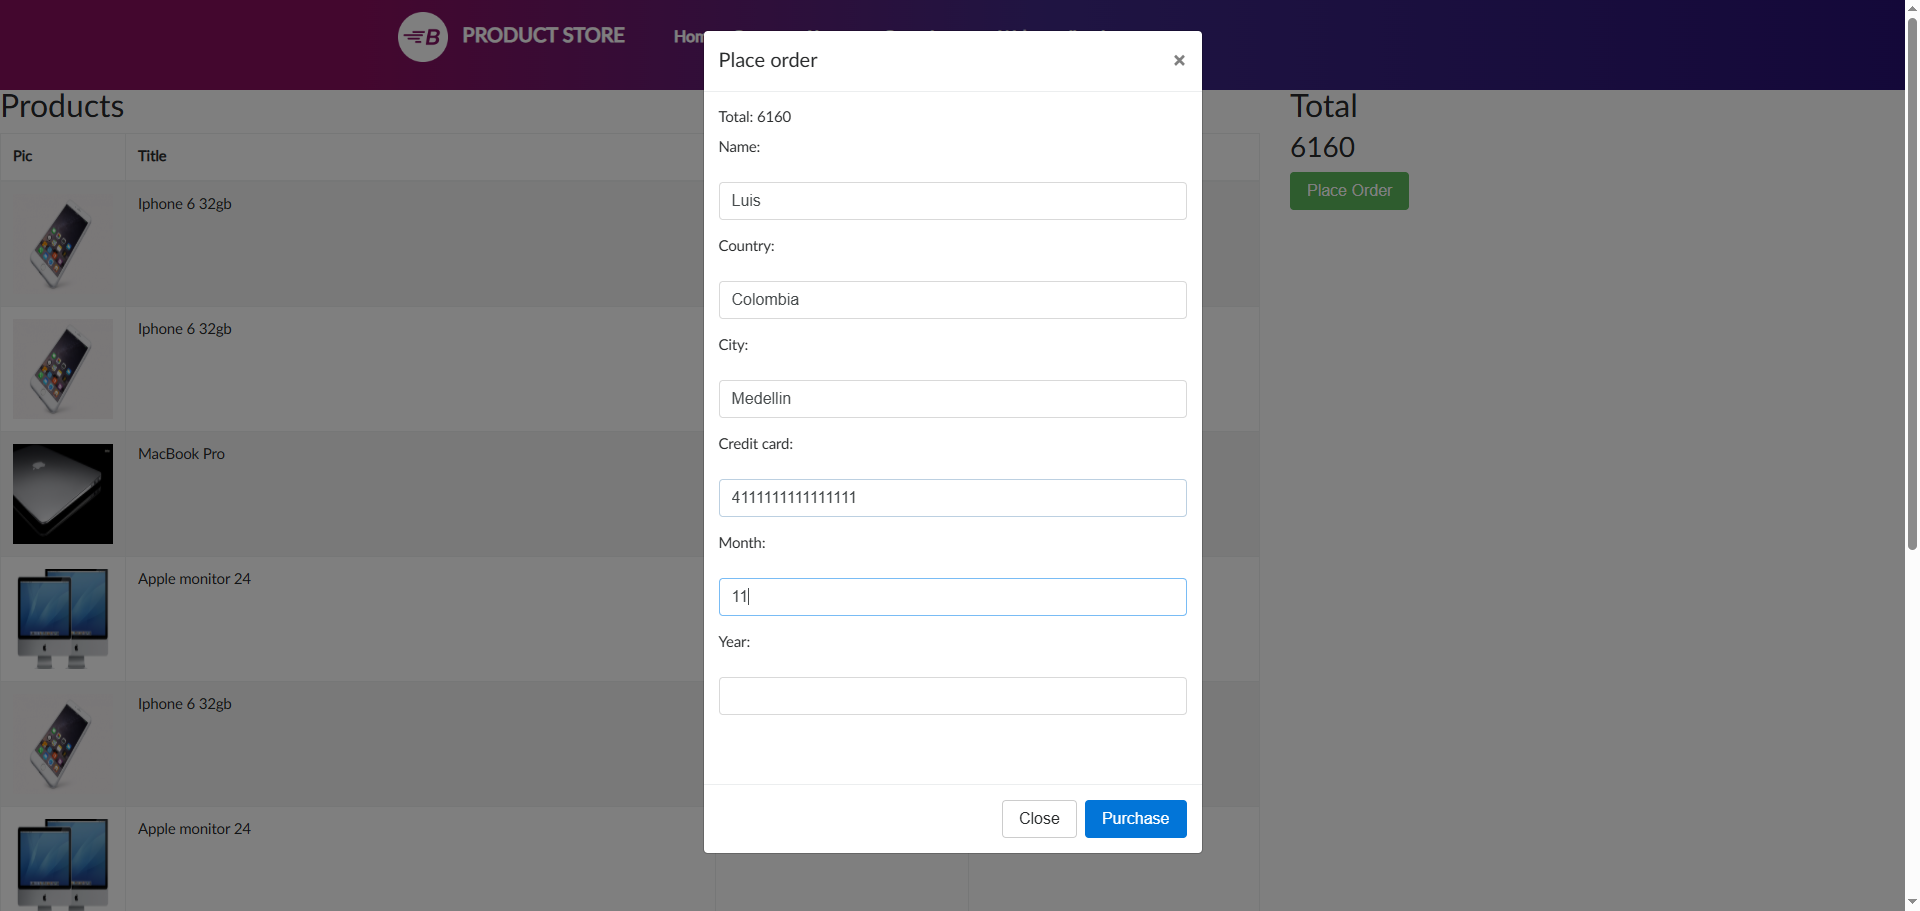 B PRODUCT STORE
Place order ×
Total: 6160
Name:
Luis
Country:
Colombia
City:
Medellin
Credit card:
4111111111111111
Month:
11
Year:
Close Purchase
Products
Pic Title
Iphone 6 32gb
Iphone 6 32gb
MacBook Pro
Apple monitor 24
Iphone 6 32gb
Apple monitor 24
Total
6160
Place Order